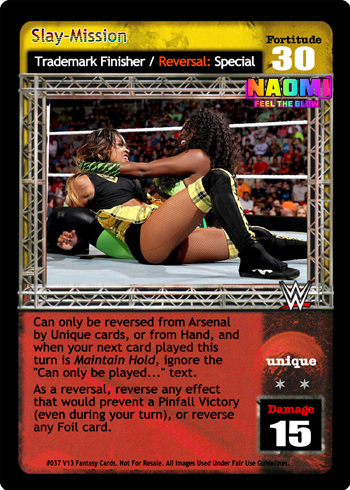 Slay-Mission
Fortitude
30
Trademark Finisher / Reversal: Special
NAOMI
FEEL THE GLOW
W
Can only be reversed from Arsenal
by Unique cards, or from Hand, and
when your next card played this
turn is Maintain Hold, ignore the
"Can only be played..." text.
As a reversal, reverse any effect
that would prevent a Pinfall Victory
(even during your turn), or reverse
any Foil card.
unique
Damage
15
#037 V13 Fantasy Cards. Not For Resale. All Images Used Under Fair Use Guidelines.